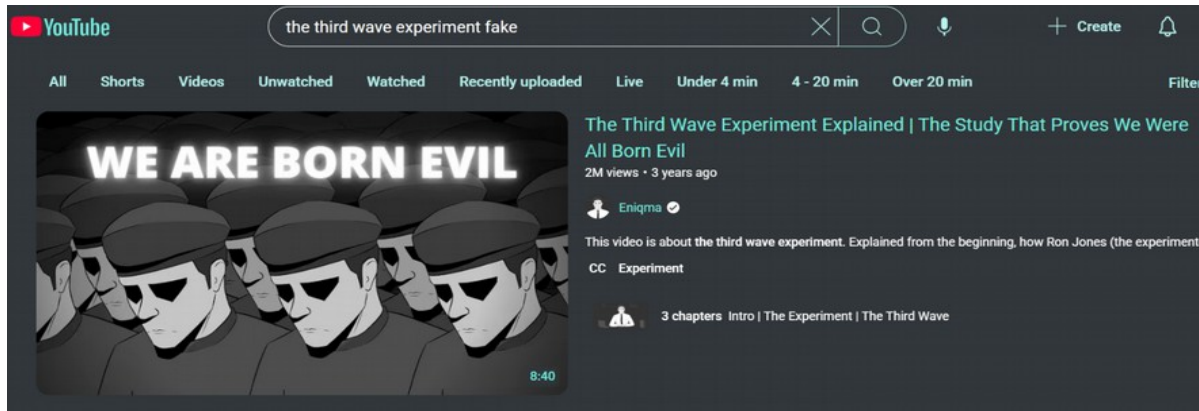 YouTube
the third wave experiment fake
Create
All Shorts Videos Unwatched Watched Recently uploaded Live Under 4 min 4 - 20 min Over 20 min Filter
WE ARE BORN EVIL
8:40
The Third Wave Experiment Explained | The Study That Proves We Were
All Born Evil
2M views • 3 years ago
Eniqma
This video is about the third wave experiment. Explained from the beginning, how Ron Jones (the experiment
CC Experiment
3 chapters Intro | The Experiment | The Third Wave